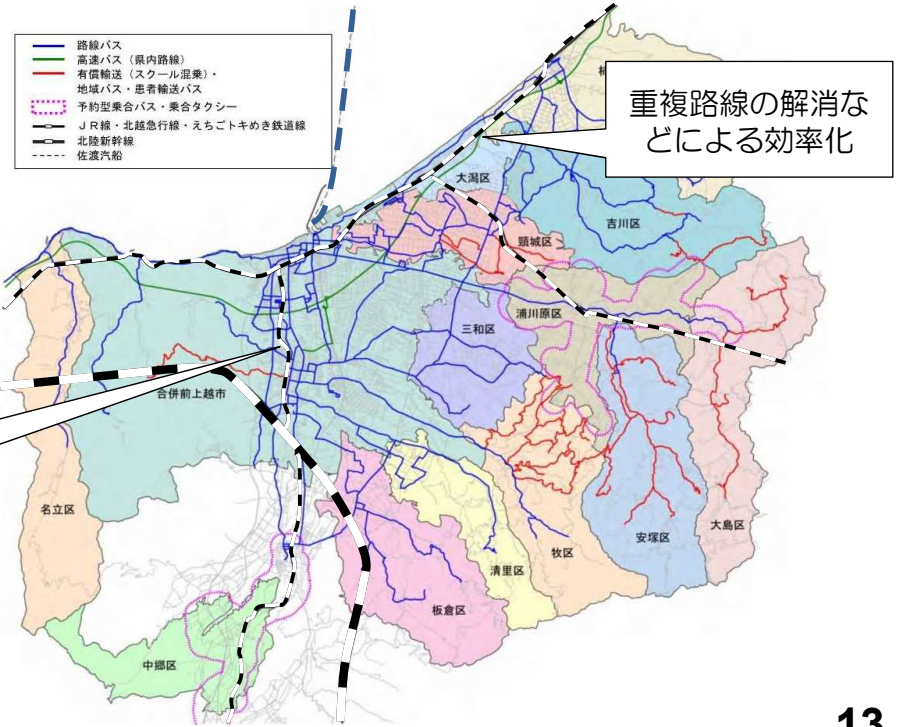 路線バス
高速バス（県内路線）
有償輸送（スクール混乗）・
地域バス・患者輸送バス
予約型乗合バス・乗合タクシー
ＪＲ線・北越急行線・えちごトキめき鉄道線
北陸新幹線
佐渡汽船
重複路線の解消な
どによる効率化
大潟区
吉川区
頸城区
浦川原区
三和区
合併前上越市
名立区
大島区
安塚区
牧区
清里区
板倉区
中郷区
13